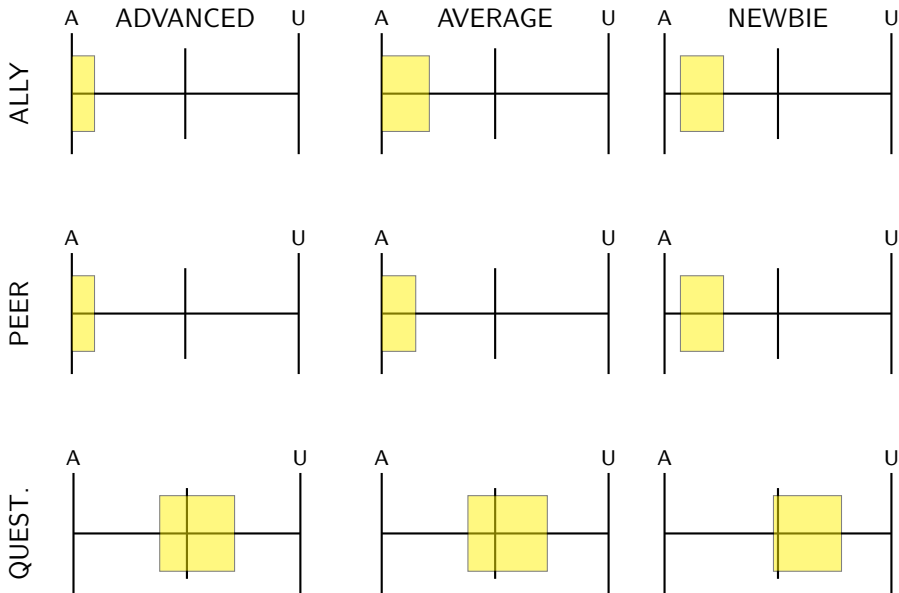 A ADVANCED U A AVERAGE U A NEWBIE U
ALLY
A U A U A U
PEER
A U A U A U
QUEST.